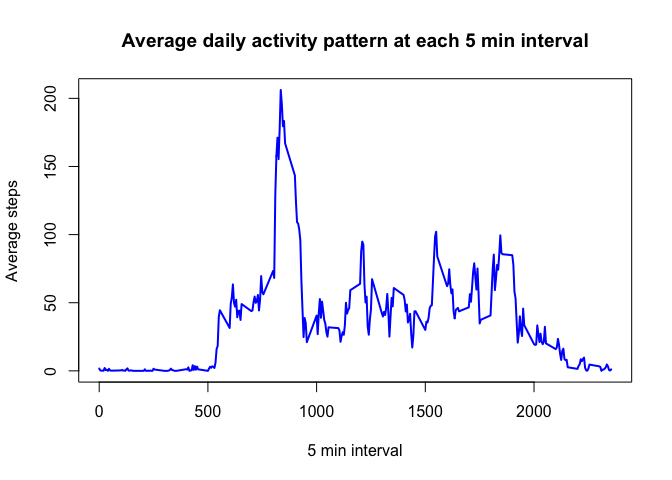 Average daily activity pattern at each 5 min interval
Average steps
200
150
100
50
0
0 500 1000 1500 2000
5 min interval